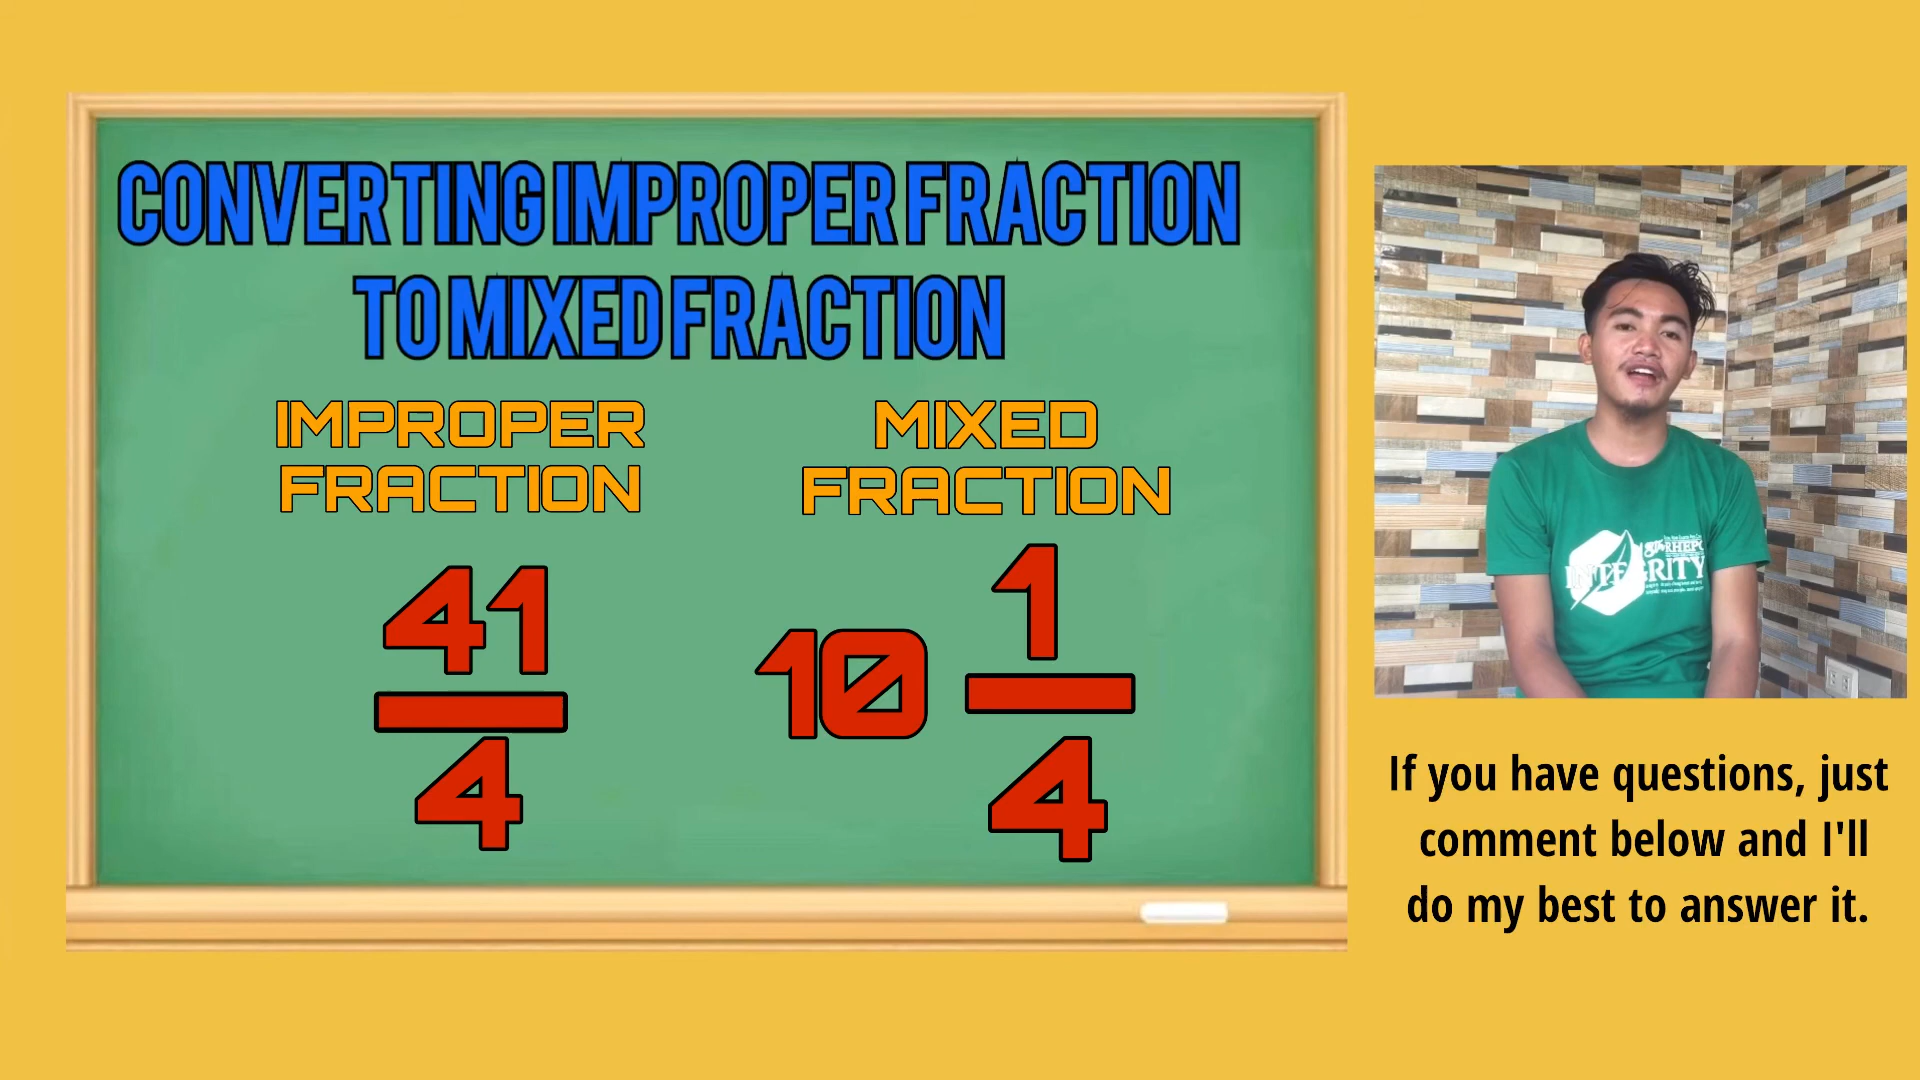 CONVERTING IMPROPER FRACTION
TO MIXED FRACTION
IMPROPER
FRACTION
MIXED
FRACTION
41
4
10 1
4
INTEGRITY
If you have questions, just
comment below and I'll
do my best to answer it.